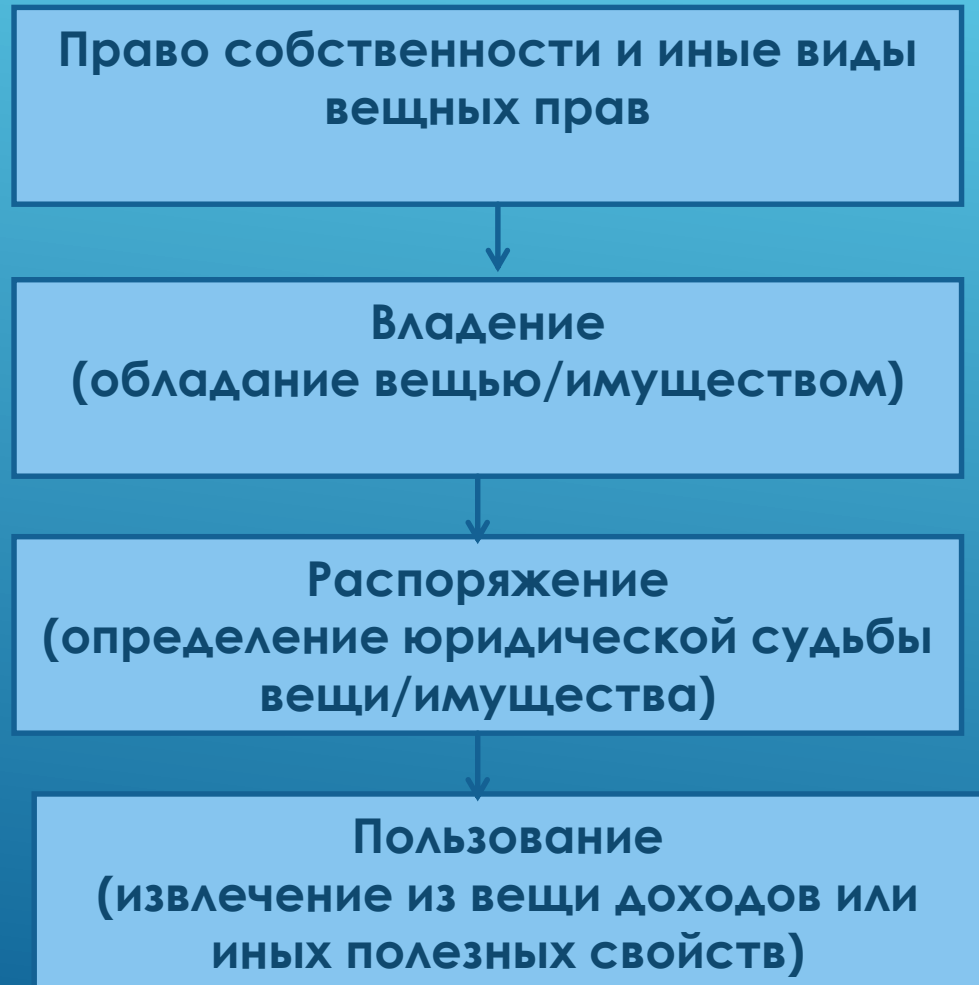 Право собственности и иные виды
вещных прав
Владение
(обладание вещью/имуществом)
Распоряжение
(определение юридической судьбы
вещи/имущества)
Пользование
(извлечение из вещи доходов или
иных полезных свойств)